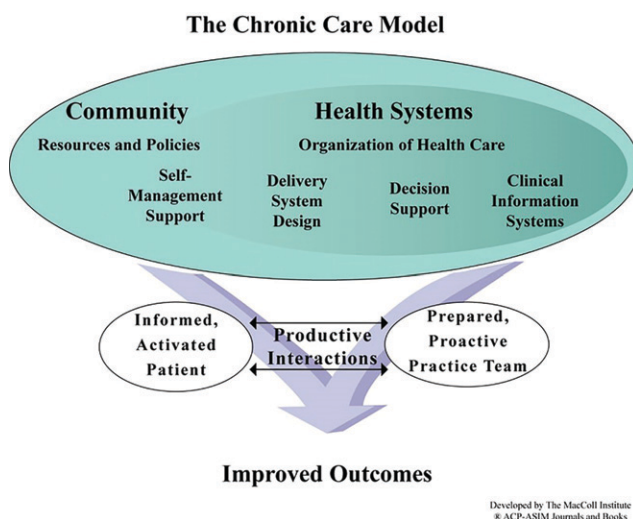 The Chronic Care Model
Community
Health Systems
Resources and Policies
Organization of Health Care
Self-
Management
Support
Delivery
System
Design
Decision
Support
Clinical
Information
Systems
Informed,
Activated
Patient
Productive
Interactions
Prepared,
Proactive
Practice Team
Improved Outcomes
Developed by The MacColl Institute
® ACP-ASIM Journals and Books